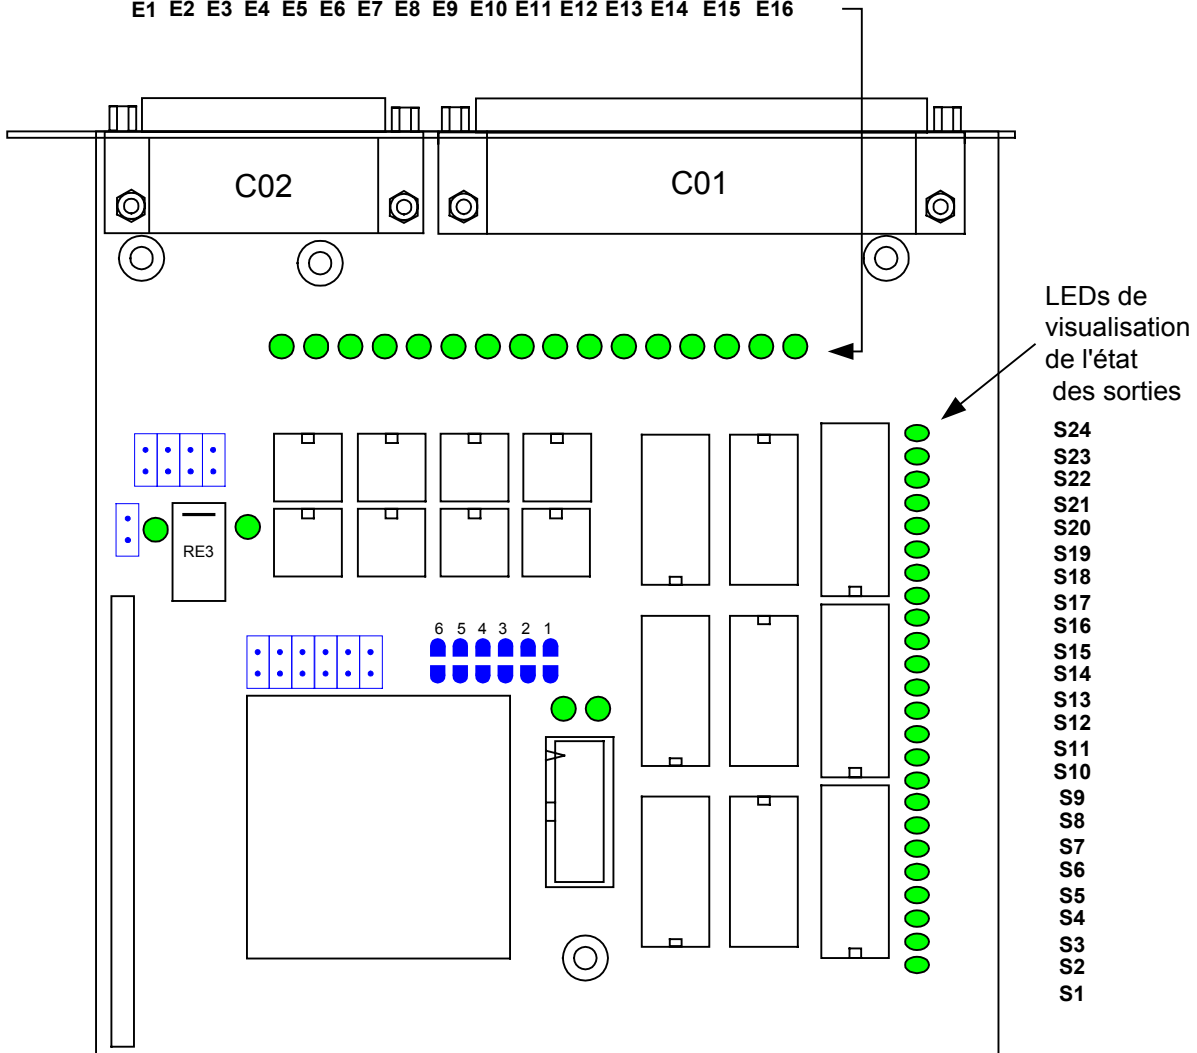 E1 E2 E3 E4 E5 E6 E7 E8 E9 E10 E11 E12 E13 E14 E15 E16
C02
C01
LEDs de
visualisation
de l'état
des sorties
S24
S23
S22
S21
S20
S19
S18
S17
S16
S15
S14
S13
S12
S11
S10
S9
S8
S7
S6
S5
S4
S3
S2
S1
RE3
6 5 4 3 2 1